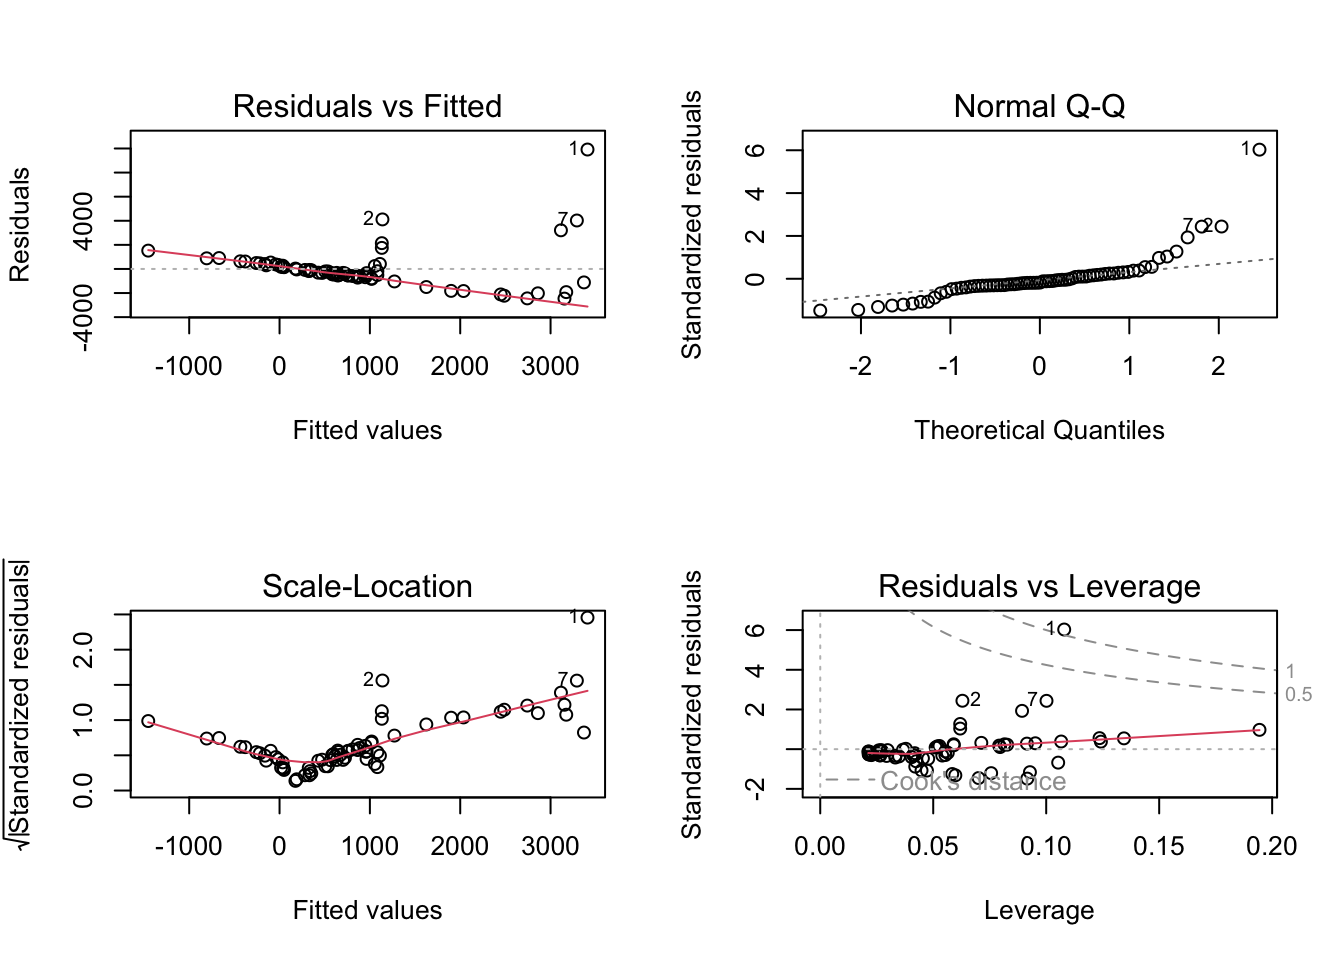 Residuals vs Fitted
Residuals
4000
-4000
1
2
7
-1000 0 1000 2000 3000
Fitted values
Normal Q-Q
Standardized residuals
6
4
2
0
1
7 2
-2 -1 0 1 2
Theoretical Quantiles
Scale-Location
√|Standardized residuals|
2.0
1.0
0.0
1
2
7
-1000 0 1000 2000 3000
Fitted values
Residuals vs Leverage
Standardized residuals
6
4
2
-2
1
2
7
1
0.5
Cook's distance
0.00 0.05 0.10 0.15 0.20
Leverage